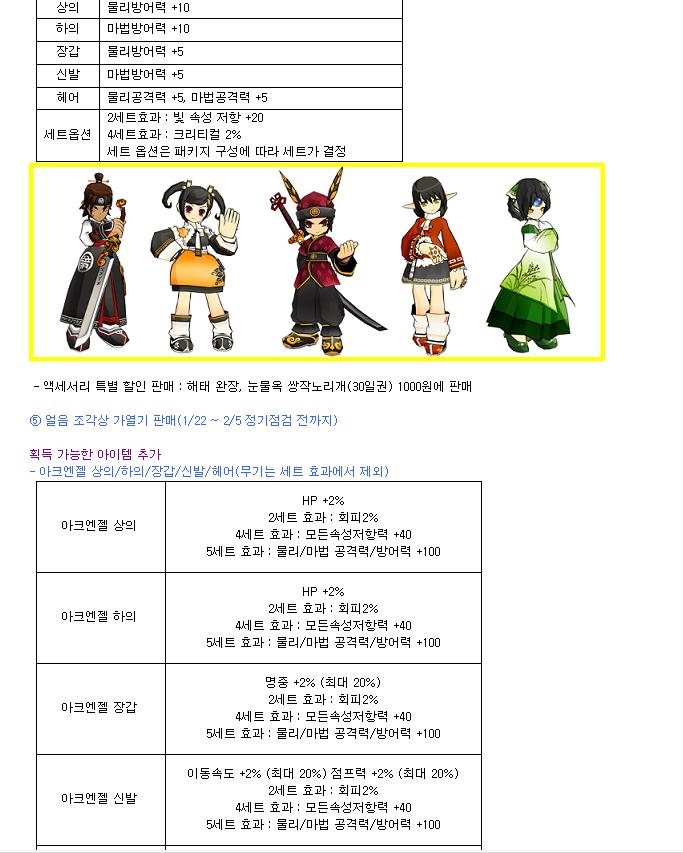 상의 물리방어력 +10
하의 마법방어력 +10
장갑 물리방어력 +5
신발 마법방어력 +5
헤어 물리공격력 +5, 마법공격력 +5
세트옵션
2세트효과 : 빛 속성 저항 +20
4세트효과 : 크리티컬 2%
세트 옵션은 패키지 구성에 따라 세트가 결정
- 액세서리 특별 할인 판매 : 해태 완장, 눈물옥 쌍작노리개(30일권) 1000원에 판매
⑤ 얼음 조각상 가열기 판매(1/22 ~ 2/5 정기점검 전까지)
획득 가능한 아이템 추가
- 아크엔젤 상의/하의/장갑/신발/헤어(무기는 세트 효과에서 제외)
아크엔젤 상의
HP +2%
2세트 효과 : 회피2%
4세트 효과 : 모든속성저항력 +40
5세트 효과 : 물리/마법 공격력/방어력 +100
아크엔젤 하의
HP +2%
2세트 효과 : 회피2%
4세트 효과 : 모든속성저항력 +40
5세트 효과 : 물리/마법 공격력/방어력 +100
아크엔젤 장갑
명중 +2% (최대 20%)
2세트 효과 : 회피2%
4세트 효과 : 모든속성저항력 +40
5세트 효과 : 물리/마법 공격력/방어력 +100
아크엔젤 신발
이동속도 +2% (최대 20%) 점프력 +2% (최대 20%)
2세트 효과 : 회피2%
4세트 효과 : 모든속성저항력 +40
5세트 효과 : 물리/마법 공격력/방어력 +100